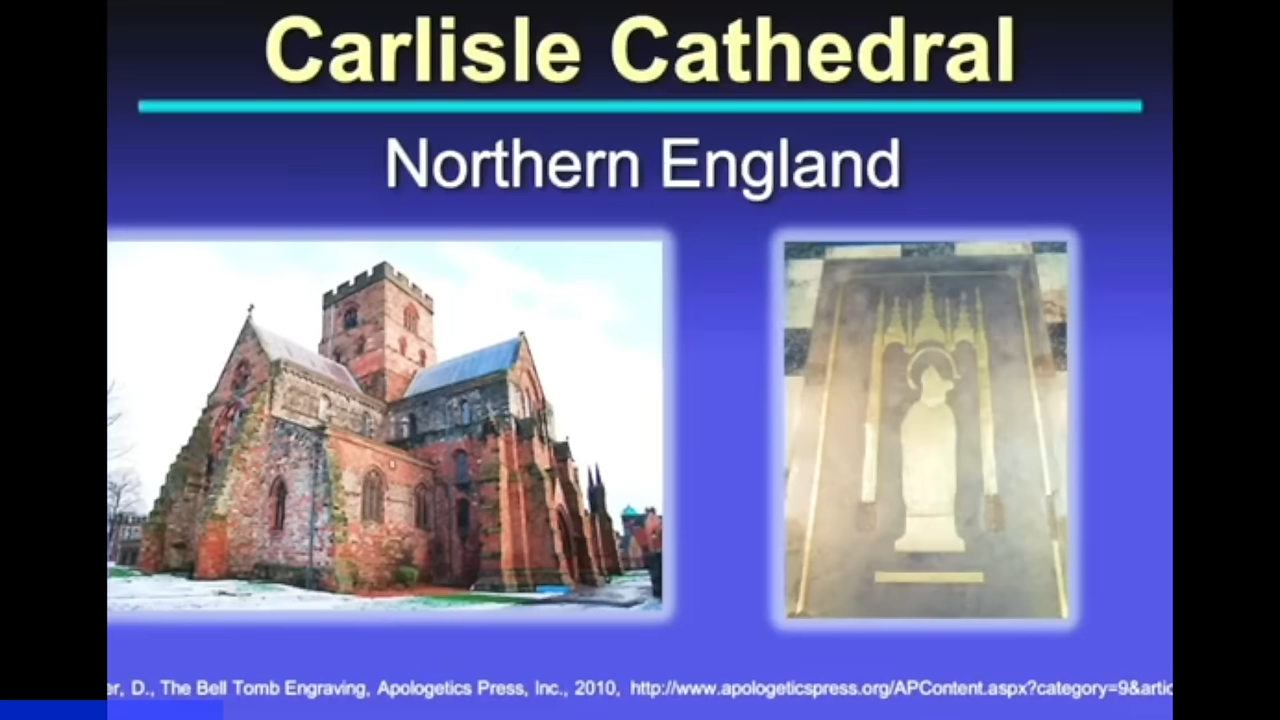 Carlisle Cathedral
Northern England
D., The Bell Tomb Engraving, Apologetics Press, Inc., 2010, http://www.apologeticspress.org/APContent.aspx?category=9&artic